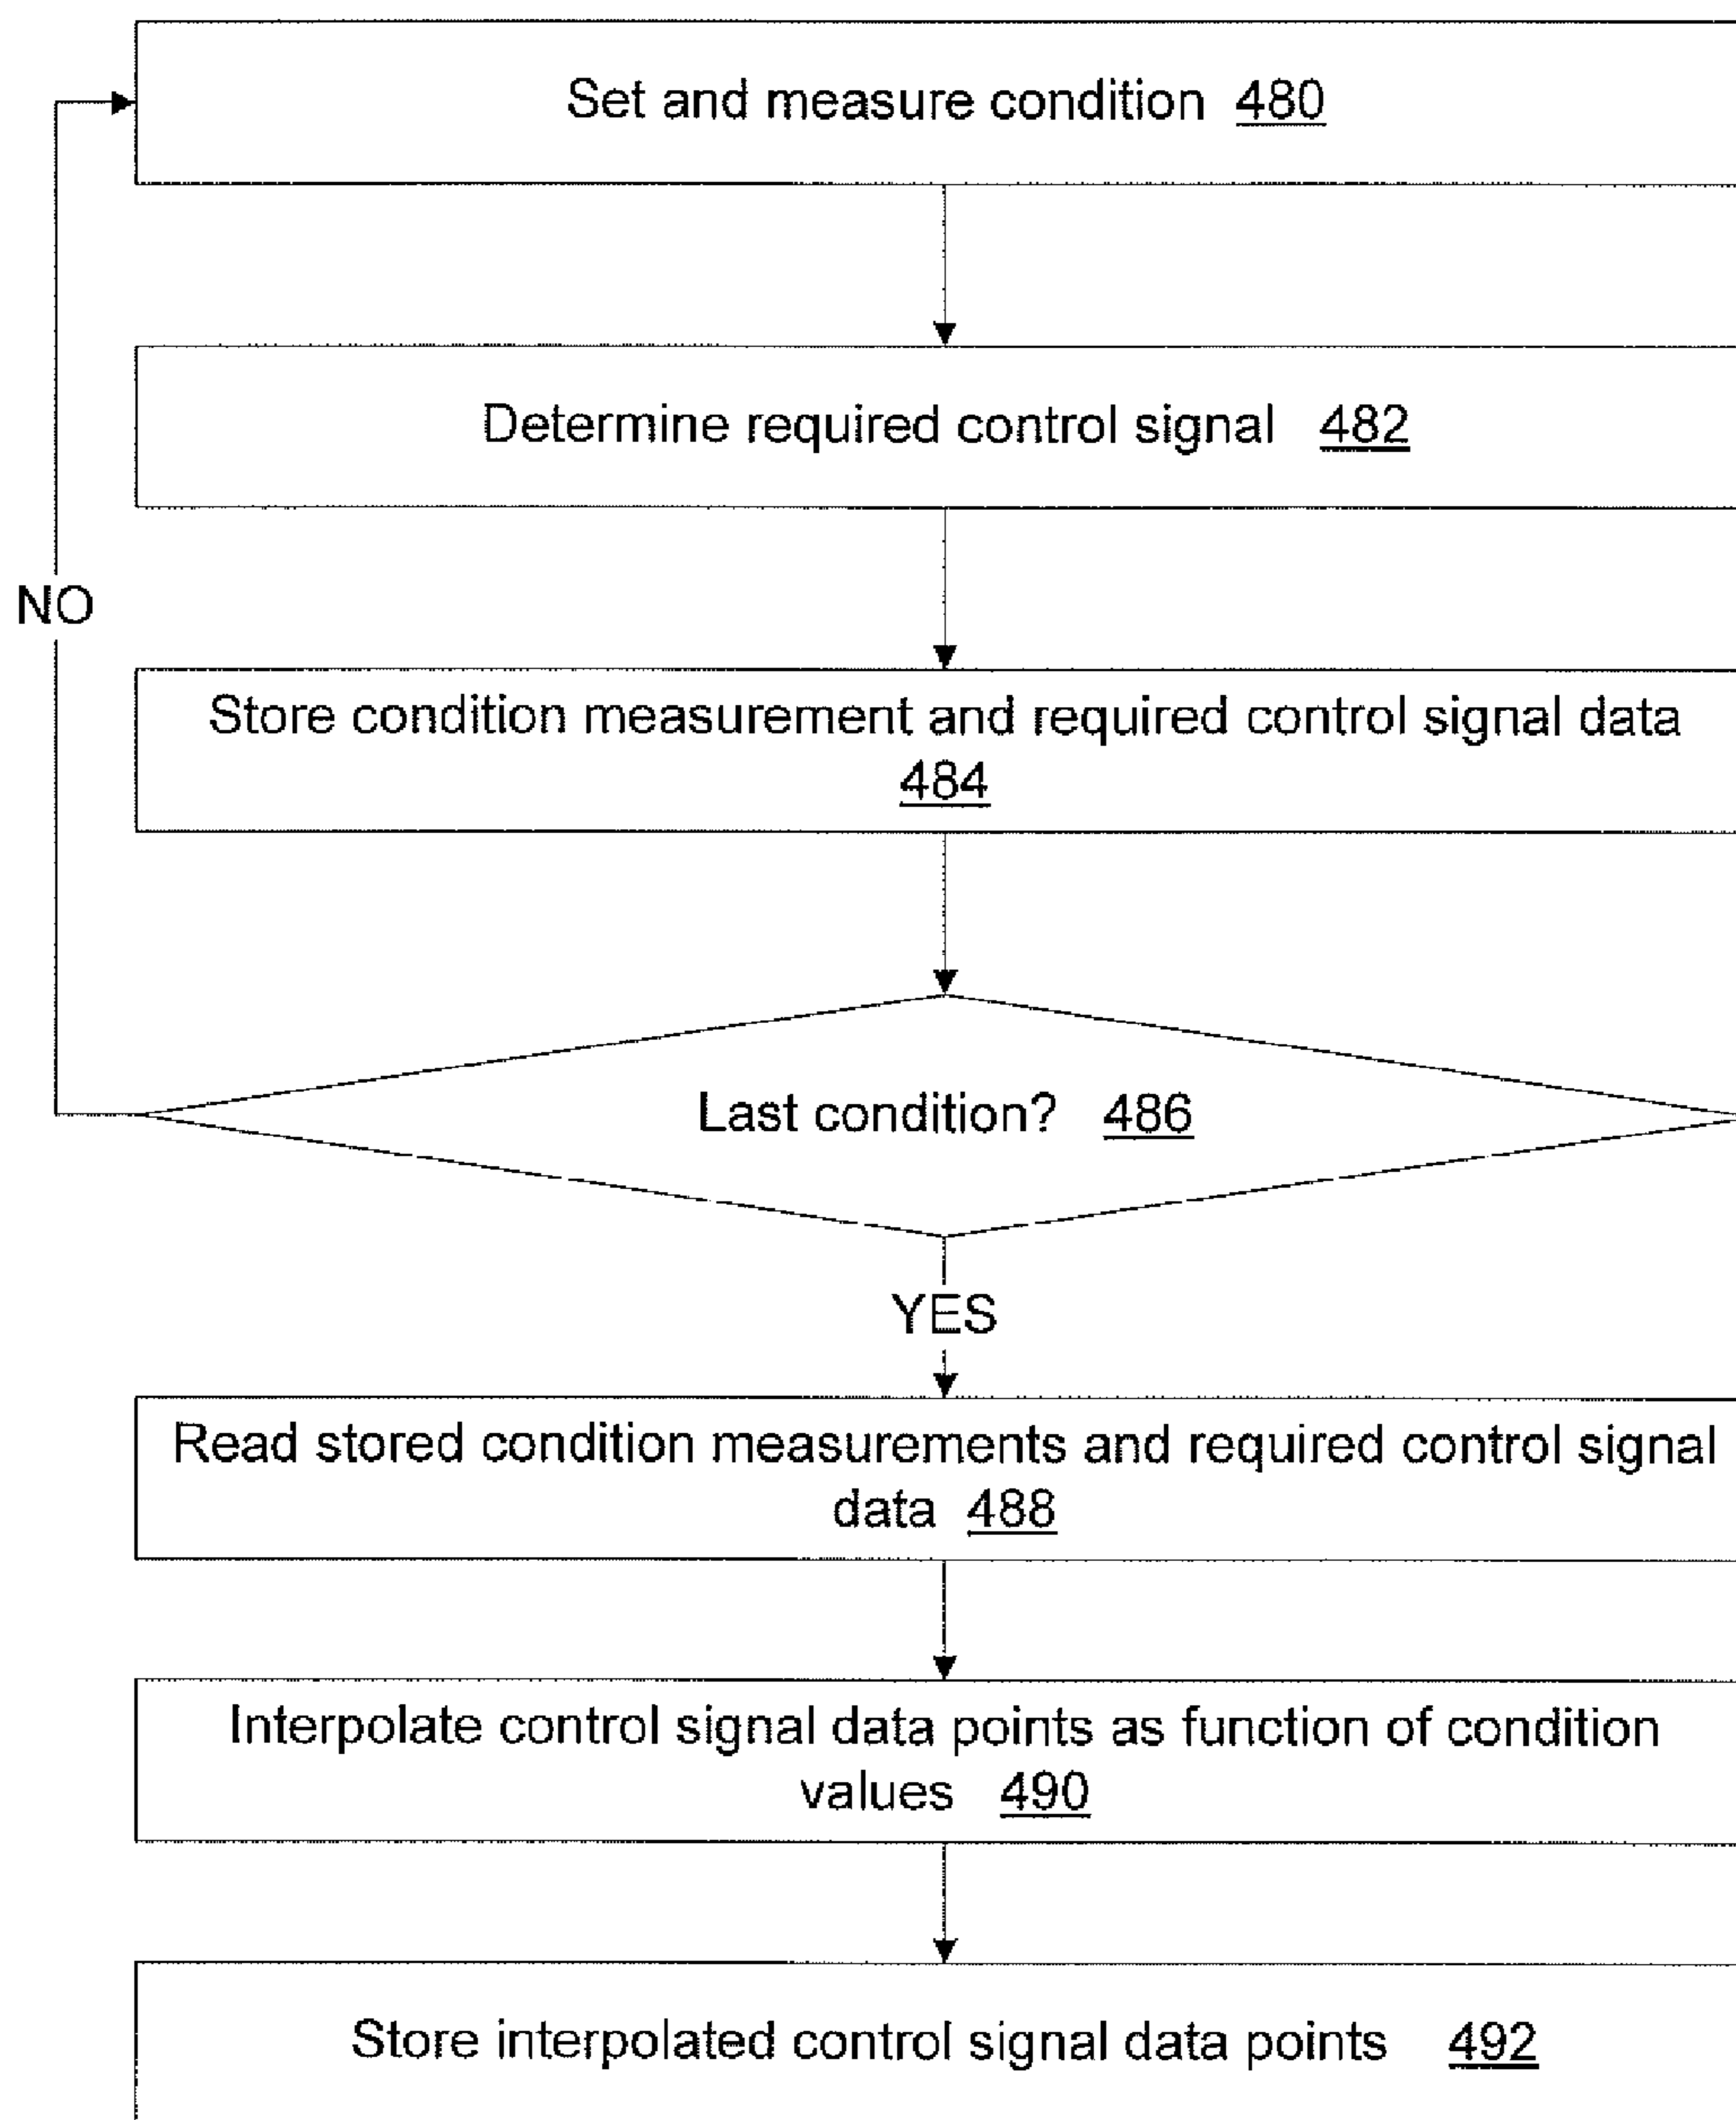 Set and measure condition 480
Determine required control signal 482
NO
Store condition measurement and required control signal data
484
Last condition? 486
YES
Read stored condition measurements and required control signal
data 488
Interpolate control signal data points as function of condition
values 490
Store interpolated control signal data points 492